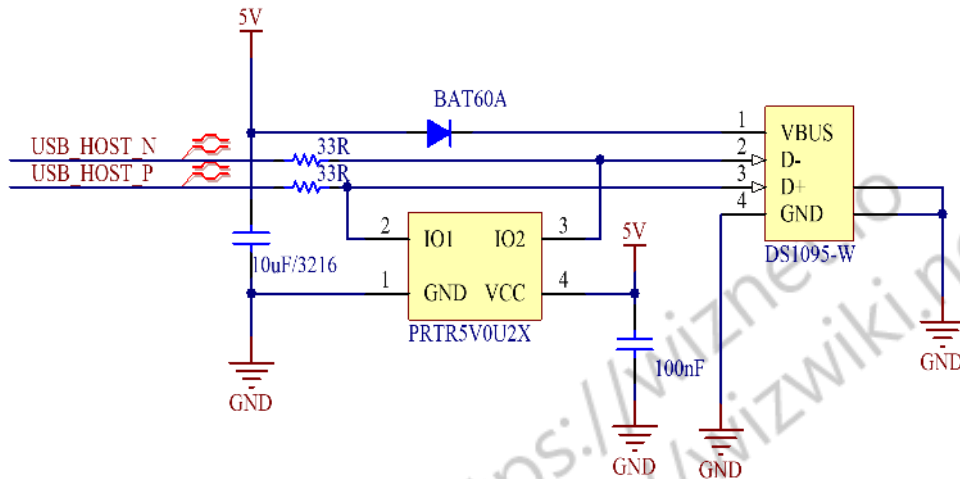 5V
BAT60A
USB_HOST_N
33R
USB_HOST_P
33R
1
VBUS
2
D-
3
D+
4
GND
DS1095-W
2
IO1
IO2
3
5V
10uF/3216
1
GND
VCC
4
PRTR5V0U2X
100nF
GND
GND
GND
GND